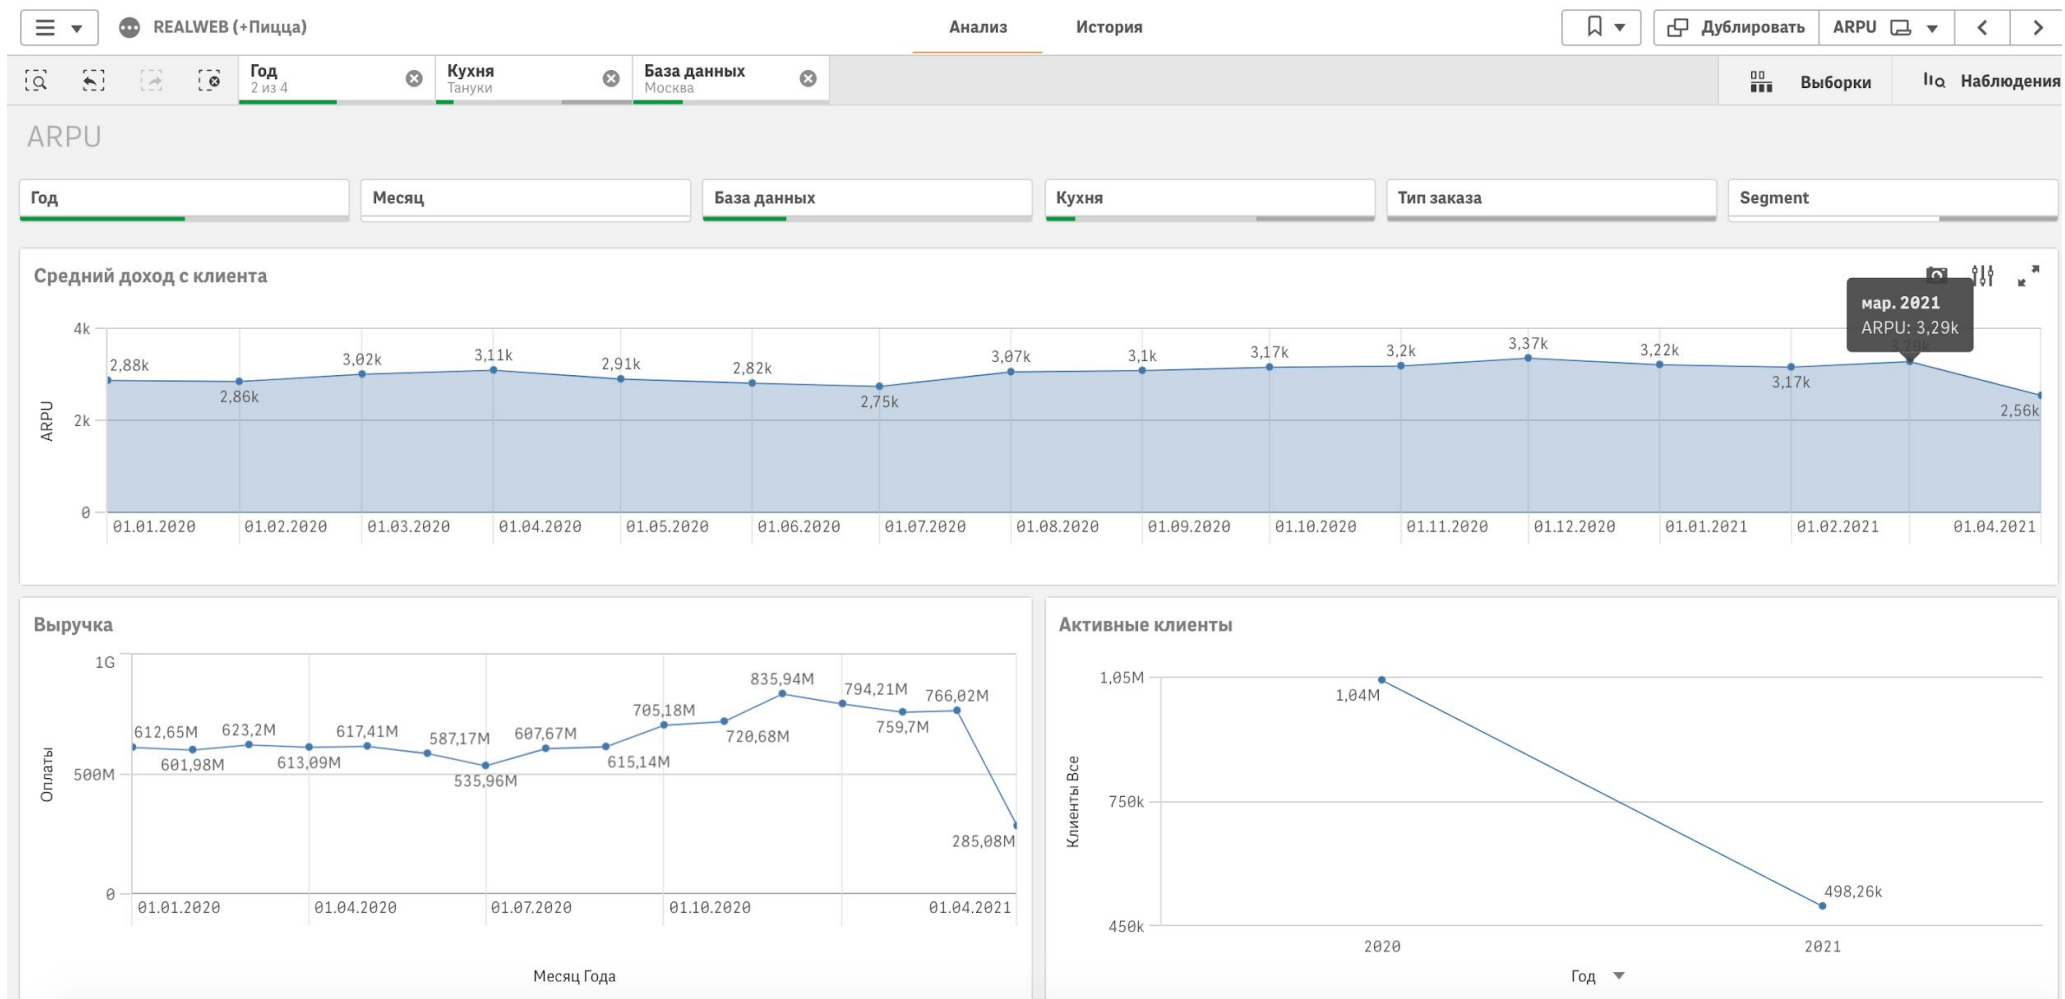 REALWEB (+Пицца)
Анализ
История
Дублировать
ARPU
Год
2 из 4
Кухня
Тануки
База данных
Москва
Выборки
Наблюдения
ARPU
Год
Месяц
База данных
Кухня
Тип заказа
Segment
Средний доход с клиента
мар. 2021
ARPU: 3,29k
ARPU
4k
2k
0
2,88k
2,86k
3,02k
3,11k
2,91k
2,82k
2,75k
3,07k
3,1k
3,17k
3,2k
3,37k
3,22k
3,17k
3,29k
2,56k
01.01.2020
01.02.2020
01.03.2020
01.04.2020
01.05.2020
01.06.2020
01.07.2020
01.08.2020
01.09.2020
01.10.2020
01.11.2020
01.12.2020
01.01.2021
01.02.2021
01.04.2021
Выручка
Оплаты
1G
500M
0
612,65M
601,98M
623,2M
613,09M
617,41M
587,17M
535,96M
607,67M
615,14M
705,18M
720,68M
835,94M
794,21M
759,7M
766,02M
285,08M
01.01.2020
01.04.2020
01.07.2020
01.10.2020
01.04.2021
Месяц Года
Активные клиенты
Клиенты Все
1,05M
750k
450k
1,04M
498,26k
2020
2021
Год